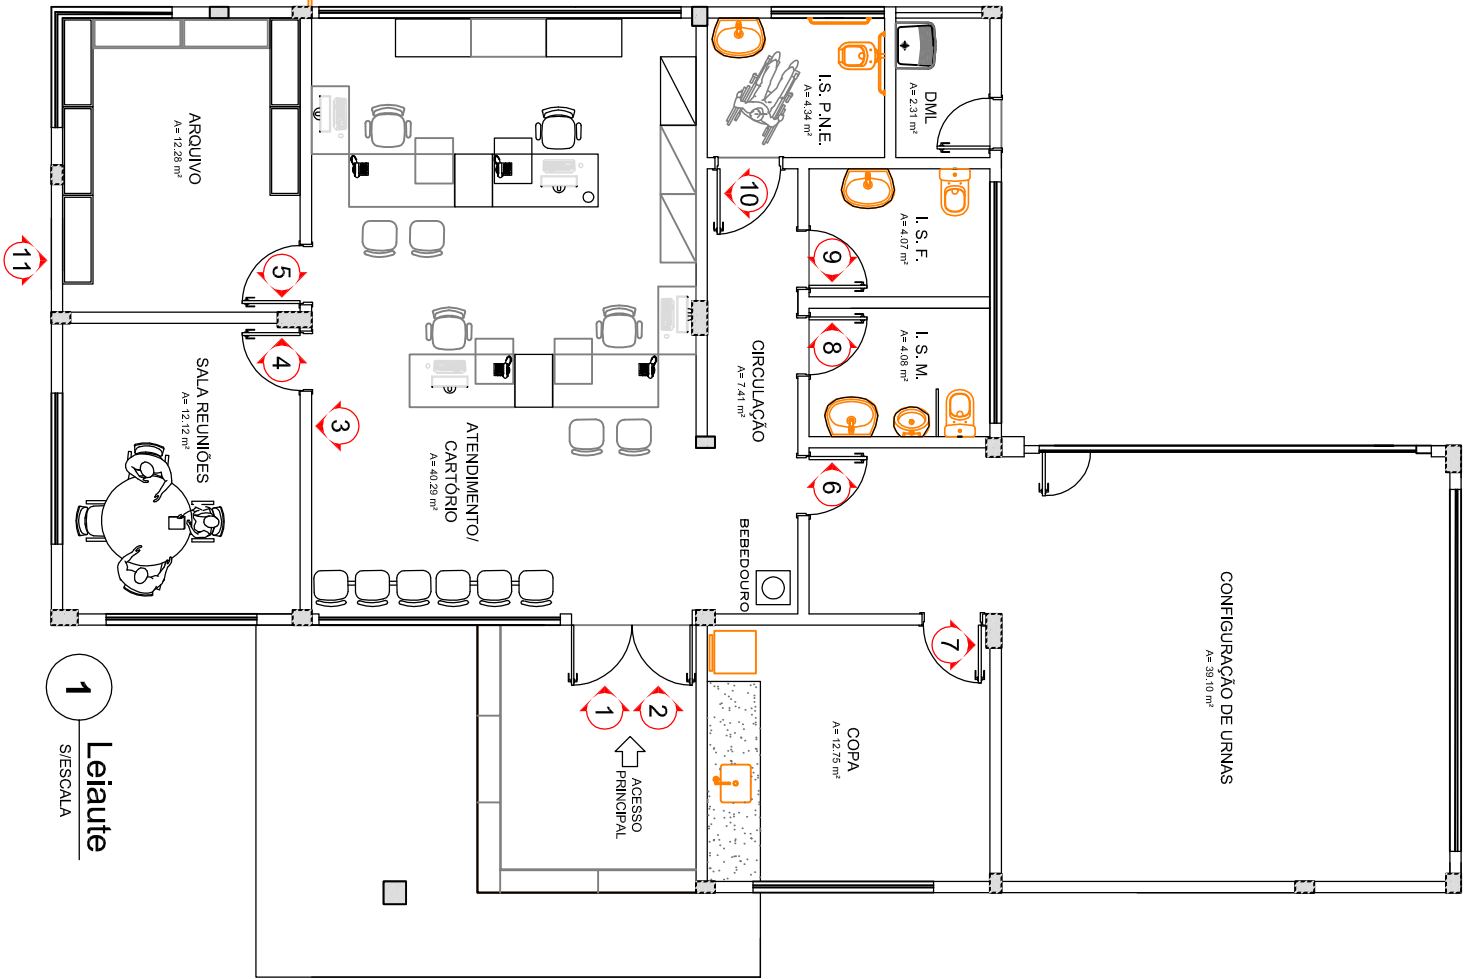 ARQUIVO
A= 12.28 m²
SALA REUNIÕES
A= 12.12 m²
ATENDIMENTO/
CARTÓRIO
A= 40.29 m²
I.S. P.N.E.
A= 4.34 m²
DML
A= 2.31 m²
I. S. F.
A= 4.07 m²
I. S. M.
A= 4.08 m²
CIRCULAÇÃO
A= 7.41 m²
BEBEDOURO
COPA
A= 12.75 m²
CONFIGURAÇÃO DE URNAS
A= 39.10 m²
ACESSO
PRINCIPAL
1
2
3
4
5
6
7
8
9
10
11
1
Leiaute
S/ESCALA